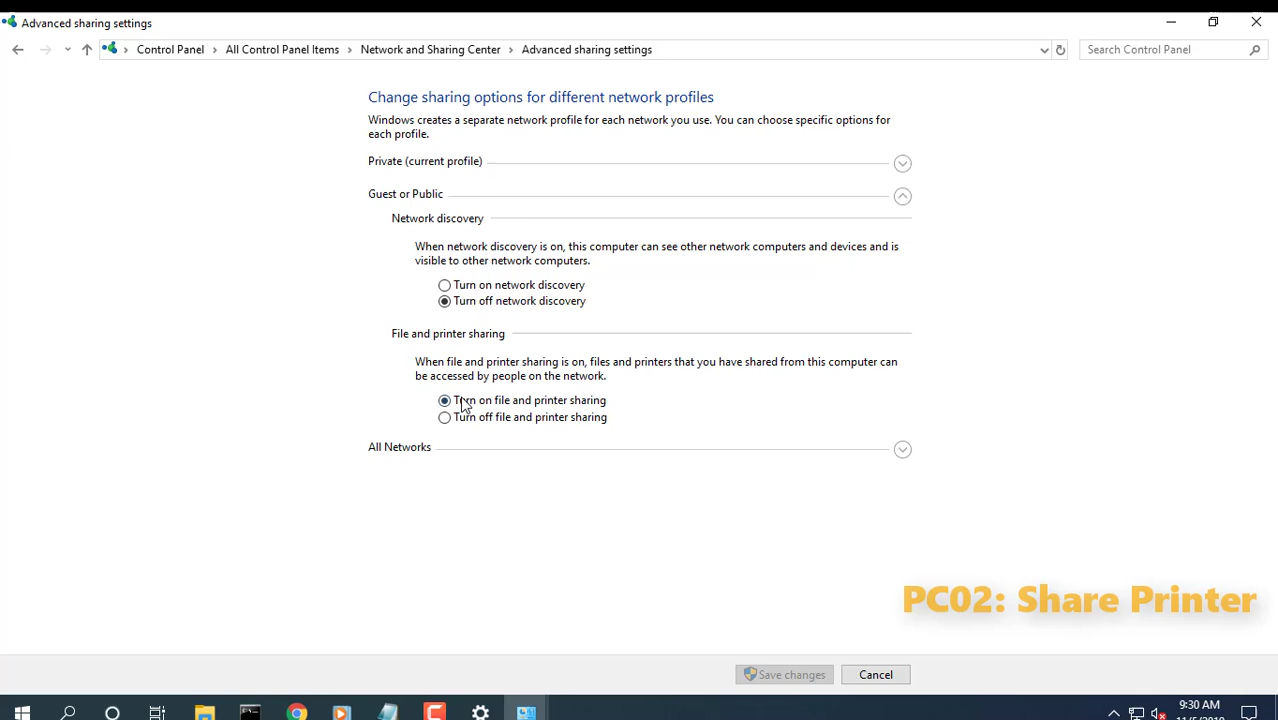 Advanced sharing settings
Control Panel > All Control Panel Items > Network and Sharing Center > Advanced sharing settings
Search Control Panel
Change sharing options for different network profiles
Windows creates a separate network profile for each network you use. You can choose specific options for
each profile.
Private (current profile)
Guest or Public
Network discovery
When network discovery is on, this computer can see other network computers and devices and is
visible to other network computers.
Turn on network discovery
Turn off network discovery
File and printer sharing
When file and printer sharing is on, files and printers that you have shared from this computer can
be accessed by people on the network.
Turn on file and printer sharing
Turn off file and printer sharing
All Networks
PC02: Share Printer
Save changes
Cancel
9:30 AM